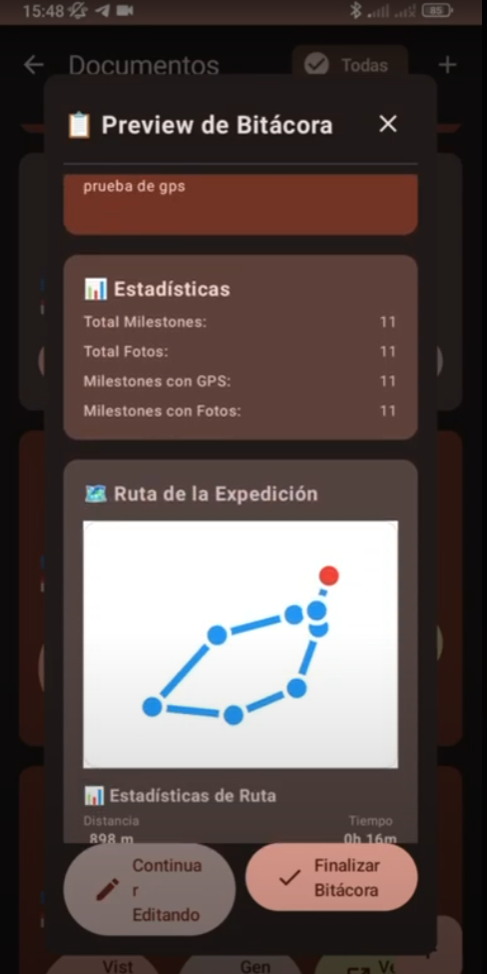 15:48
85
Documentos
Todas
Preview de Bitácora
prueba de gps
Estadísticas
Total Milestones: 11
Total Fotos: 11
Milestones con GPS: 11
Milestones con Fotos: 11
Ruta de la Expedición
Estadísticas de Ruta
Distancia Tiempo
898 m 0h 16m
Continua
r
Editando
Finalizar
Bitácora
Vist
Gen